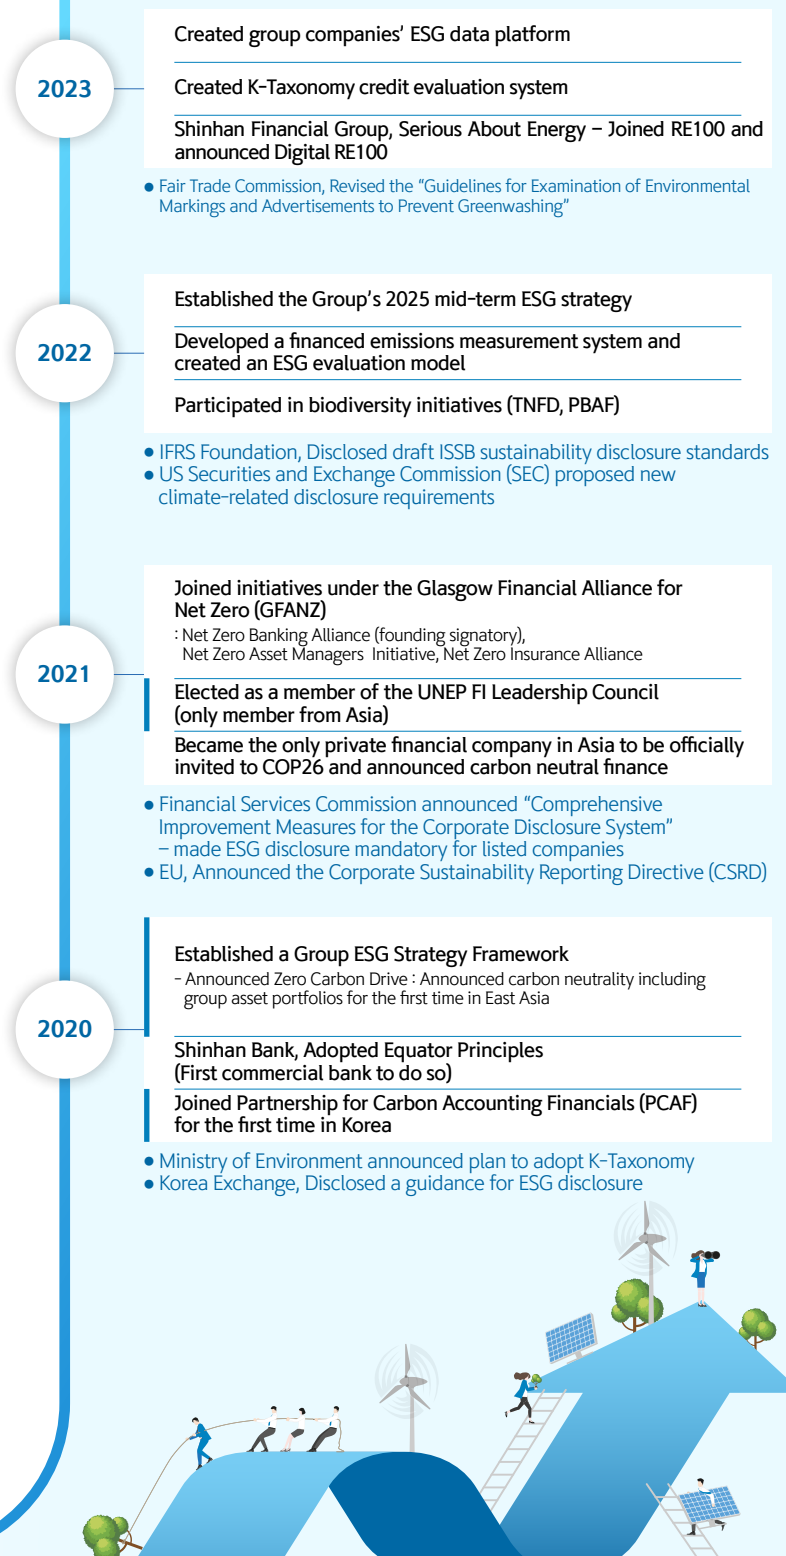 2023
Created group companies' ESG data platform
Created K-Taxonomy credit evaluation system
Shinhan Financial Group, Serious About Energy – Joined RE100 and
announced Digital RE100
• Fair Trade Commission, Revised the “Guidelines for Examination of Environmental
Markings and Advertisements to Prevent Greenwashing”
2022
Established the Group's 2025 mid-term ESG strategy
Developed a financed emissions measurement system and
created an ESG evaluation model
Participated in biodiversity initiatives (TNFD, PBAF)
• IFRS Foundation, Disclosed draft ISSB sustainability disclosure standards
• US Securities and Exchange Commission (SEC) proposed new
climate-related disclosure requirements
2021
Joined initiatives under the Glasgow Financial Alliance for
Net Zero (GFANZ)
: Net Zero Banking Alliance (founding signatory),
Net Zero Asset Managers Initiative, Net Zero Insurance Alliance
Elected as a member of the UNEP FI Leadership Council
(only member from Asia)
Became the only private financial company in Asia to be officially
invited to COP26 and announced carbon neutral finance
• Financial Services Commission announced “Comprehensive
Improvement Measures for the Corporate Disclosure System”
– made ESG disclosure mandatory for listed companies
• EU, Announced the Corporate Sustainability Reporting Directive (CSRD)
2020
Established a Group ESG Strategy Framework
- Announced Zero Carbon Drive : Announced carbon neutrality including
group asset portfolios for the first time in East Asia
Shinhan Bank, Adopted Equator Principles
(First commercial bank to do so)
Joined Partnership for Carbon Accounting Financials (PCAF)
for the first time in Korea
• Ministry of Environment announced plan to adopt K-Taxonomy
• Korea Exchange, Disclosed a guidance for ESG disclosure